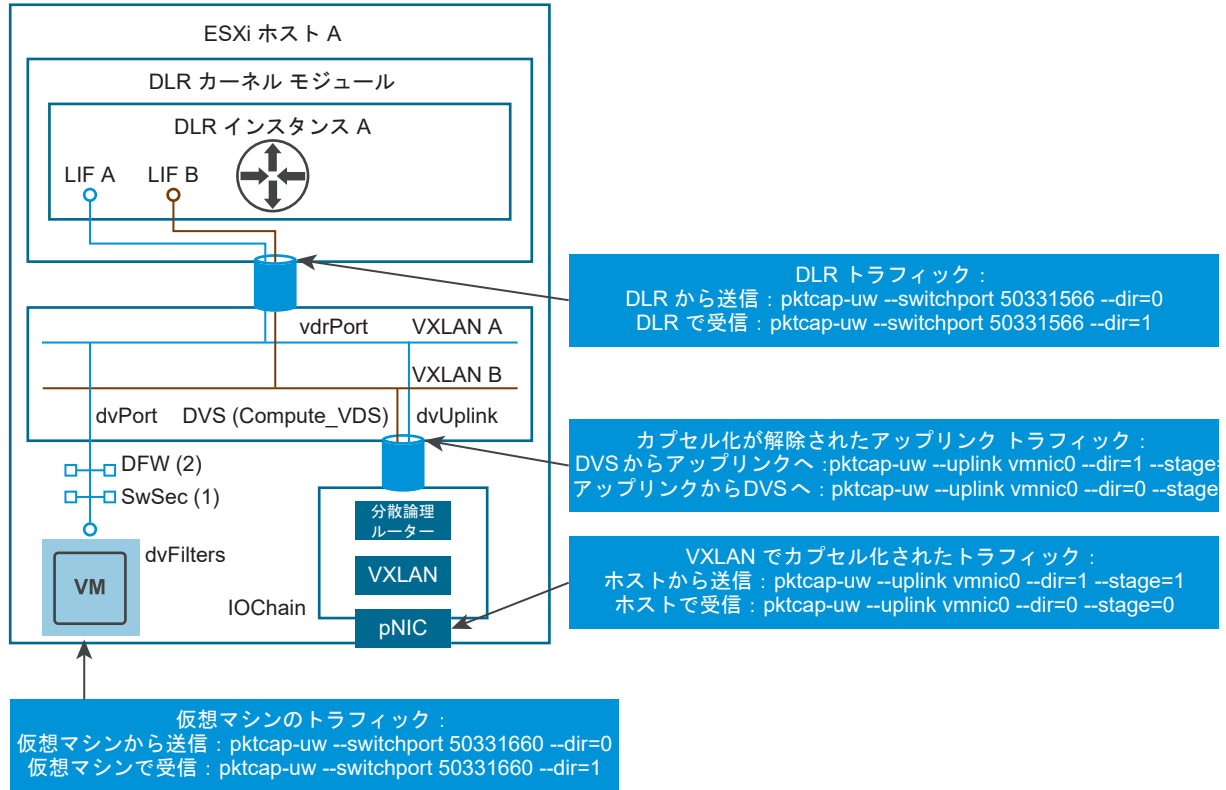 ESXi ホスト A
DLR カーネル モジュール
DLR インスタンス A
LIF A
LIF B
DLR トラフィック：
DLR から送信：pktcap-uw --switchport 50331566 --dir=0
DLR で受信：pktcap-uw --switchport 50331566 --dir=1
vdrPort
VXLAN A
VXLAN B
dvPort
DVS (Compute_VDS)
dvUplink
カプセル化が解除されたアップリンク トラフィック：
DVS からアップリンクへ：pktcap-uw --uplink vmnic0 --dir=1 --stage=
アップリンクからDVS へ：pktcap-uw --uplink vmnic0 --dir=0 --stage
DFW (2)
SwSec (1)
dvFilters
VM
分散論理
ルーター
VXLAN
IOChain
pNIC
VXLAN でカプセル化されたトラフィック：
ホストから送信：pktcap-uw --uplink vmnic0 --dir=1 --stage=1
ホストで受信：pktcap-uw --uplink vmnic0 --dir=0 --stage=0
仮想マシンのトラフィック：
仮想マシンから送信：pktcap-uw --switchport 50331660 --dir=0
仮想マシンで受信：pktcap-uw --switchport 50331660 --dir=1